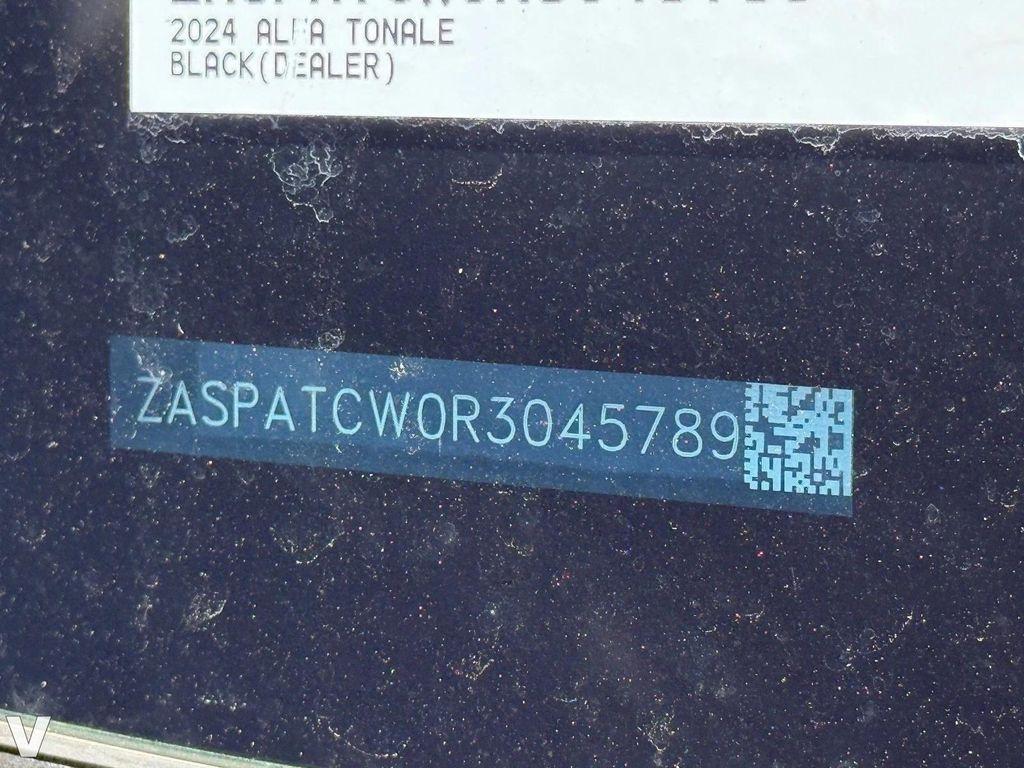 2024 ALFA TONALE
BLACK(DEALER)
ZASPATCW0R3045789
V